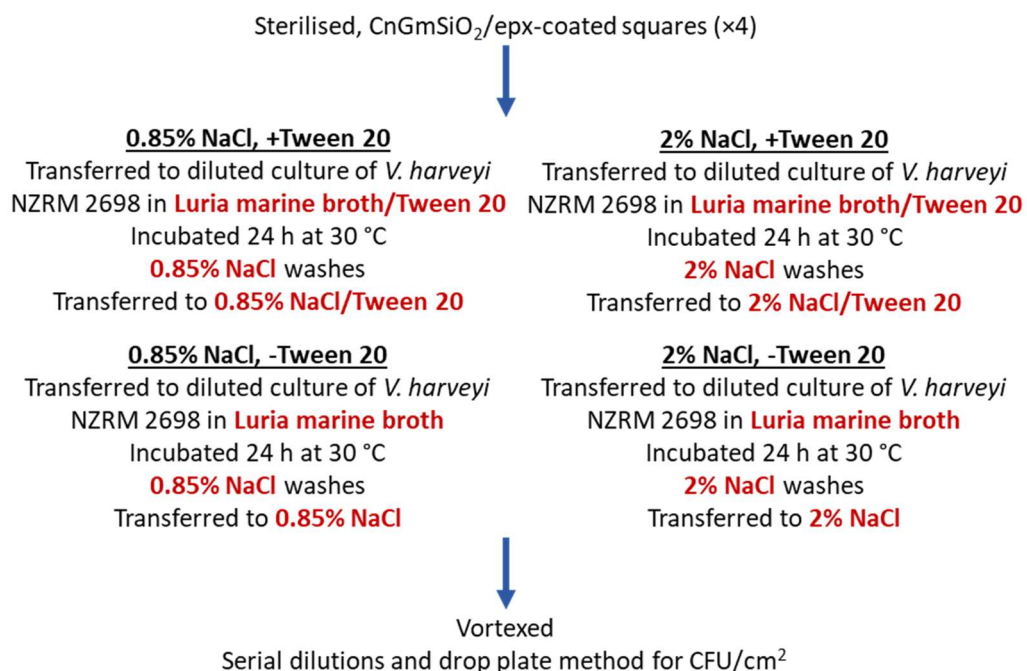 Sterilised, CnGmSiO₂/epx-coated squares (×4)
0.85% NaCl, +Tween 20
Transferred to diluted culture of V. harveyi
NZRM 2698 in Luria marine broth/Tween 20
Incubated 24 h at 30 °C
0.85% NaCl washes
Transferred to 0.85% NaCl/Tween 20
2% NaCl, +Tween 20
Transferred to diluted culture of V. harveyi
NZRM 2698 in Luria marine broth/Tween 20
Incubated 24 h at 30 °C
2% NaCl washes
Transferred to 2% NaCl/Tween 20
0.85% NaCl, -Tween 20
Transferred to diluted culture of V. harveyi
NZRM 2698 in Luria marine broth
Incubated 24 h at 30 °C
0.85% NaCl washes
Transferred to 0.85% NaCl
2% NaCl, -Tween 20
Transferred to diluted culture of V. harveyi
NZRM 2698 in Luria marine broth
Incubated 24 h at 30 °C
2% NaCl washes
Transferred to 2% NaCl
Vortexed
Serial dilutions and drop plate method for CFU/cm²